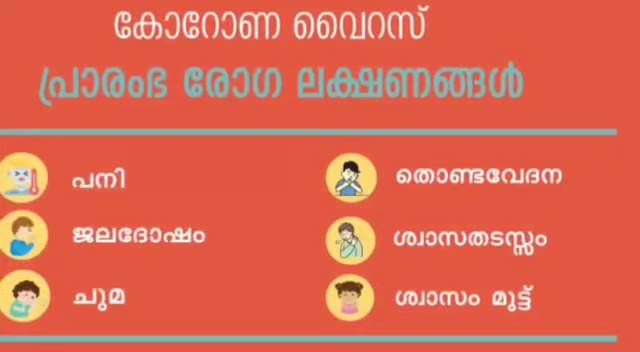 കോറോണ വൈറസ്
പ്രാരംഭ രോഗ ലക്ഷണങ്ങൾ
പനി
തൊണ്ടവേദന
ജലദോഷം
ശ്വാസതടസ്സം
ചുമ
ശ്വാസം മുട്ട്